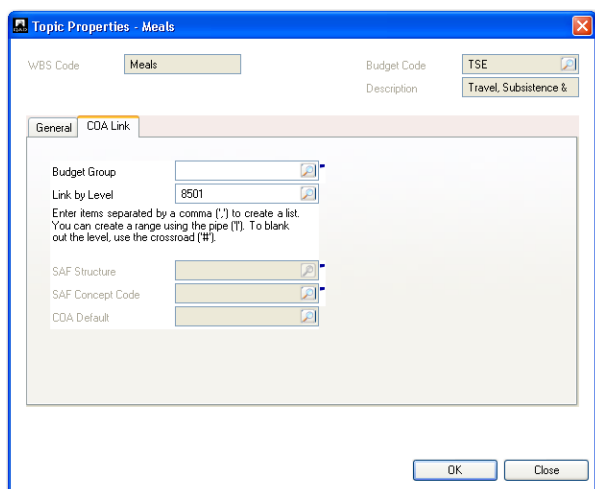 Topic Properties - Meals
WBS Code Meals Budget Code TSE
Description Travel, Subsistence &
General COA Link
Budget Group
Link by Level 8501
Enter items separated by a comma (',') to create a list.
You can create a range using the pipe ('|'). To blank
out the level, use the crossroad ('#').
SAF Structure
SAF Concept Code
COA Default
OK Close